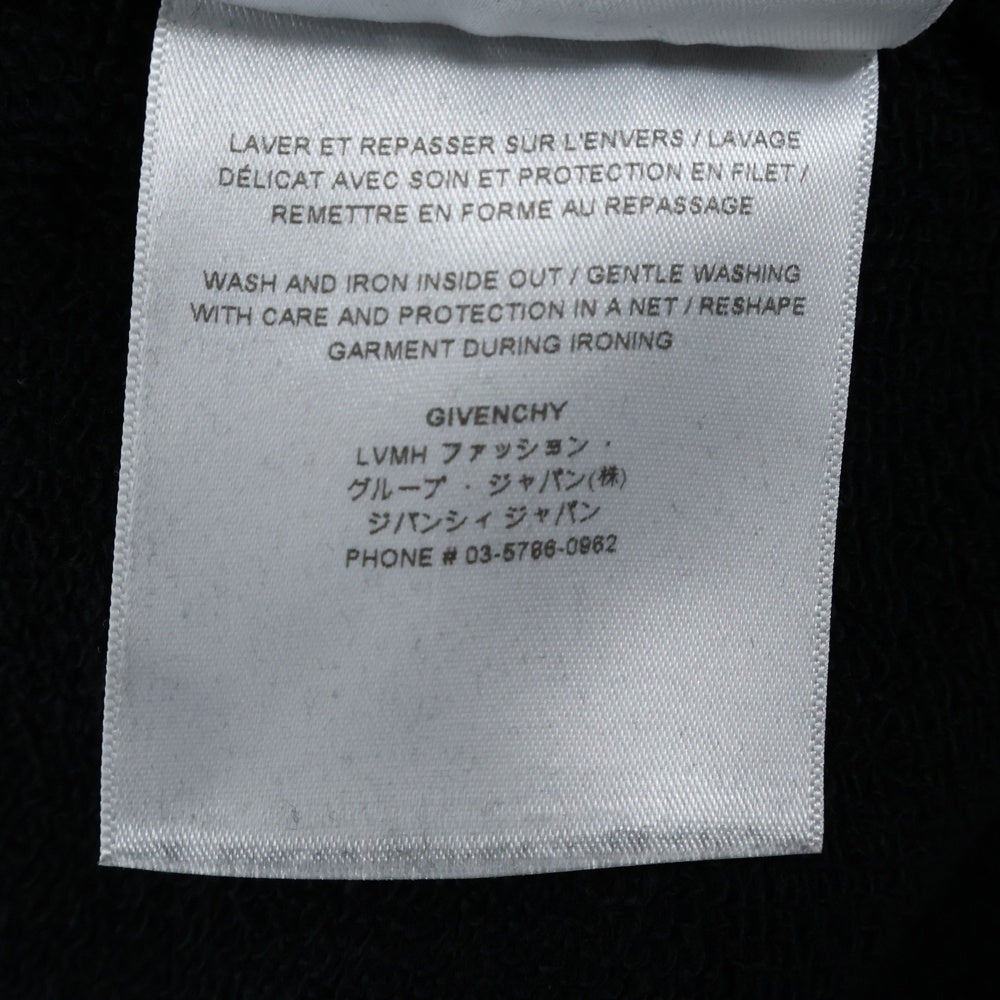 LAVER ET REPASSER SUR L'ENVERS / LAVAGE
DÉLICAT AVEC SOIN ET PROTECTION EN FILET /
REMETTRE EN FORME AU REPASSAGE
WASH AND IRON INSIDE OUT / GENTLE WASHING
WITH CARE AND PROTECTION IN A NET / RESHAPE
GARMENT DURING IRONING
GIVENCHY
LVMH ファッション ·
グループ · ジャパン(株)
ジバンシィ ジャパン
PHONE # 03-5786-0962